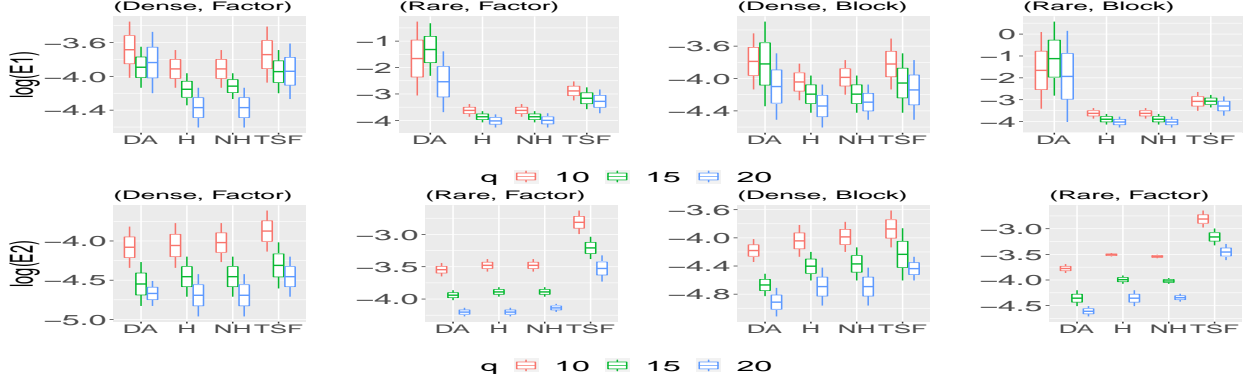 (Dense, Factor) (Rare, Factor) (Dense, Block) (Rare, Block)
log(E1)
−3.6
−4.0
−4.4
DA H NH TSF
−1
−2
−3
−4
DA H NH TSF
−3.6
−4.0
−4.4
DA H NH TSF
0
−1
−2
−3
−4
DA H NH TSF
q 10 15 20
(Dense, Factor) (Rare, Factor) (Dense, Block) (Rare, Factor)
log(E2)
−4.0
−4.5
−5.0
DA H NH TSF
−3.0
−3.5
−4.0
DA H NH TSF
−3.6
−4.0
−4.4
−4.8
DA H NH TSF
−3.0
−3.5
−4.0
−4.5
DA H NH TSF
q 10 15 20